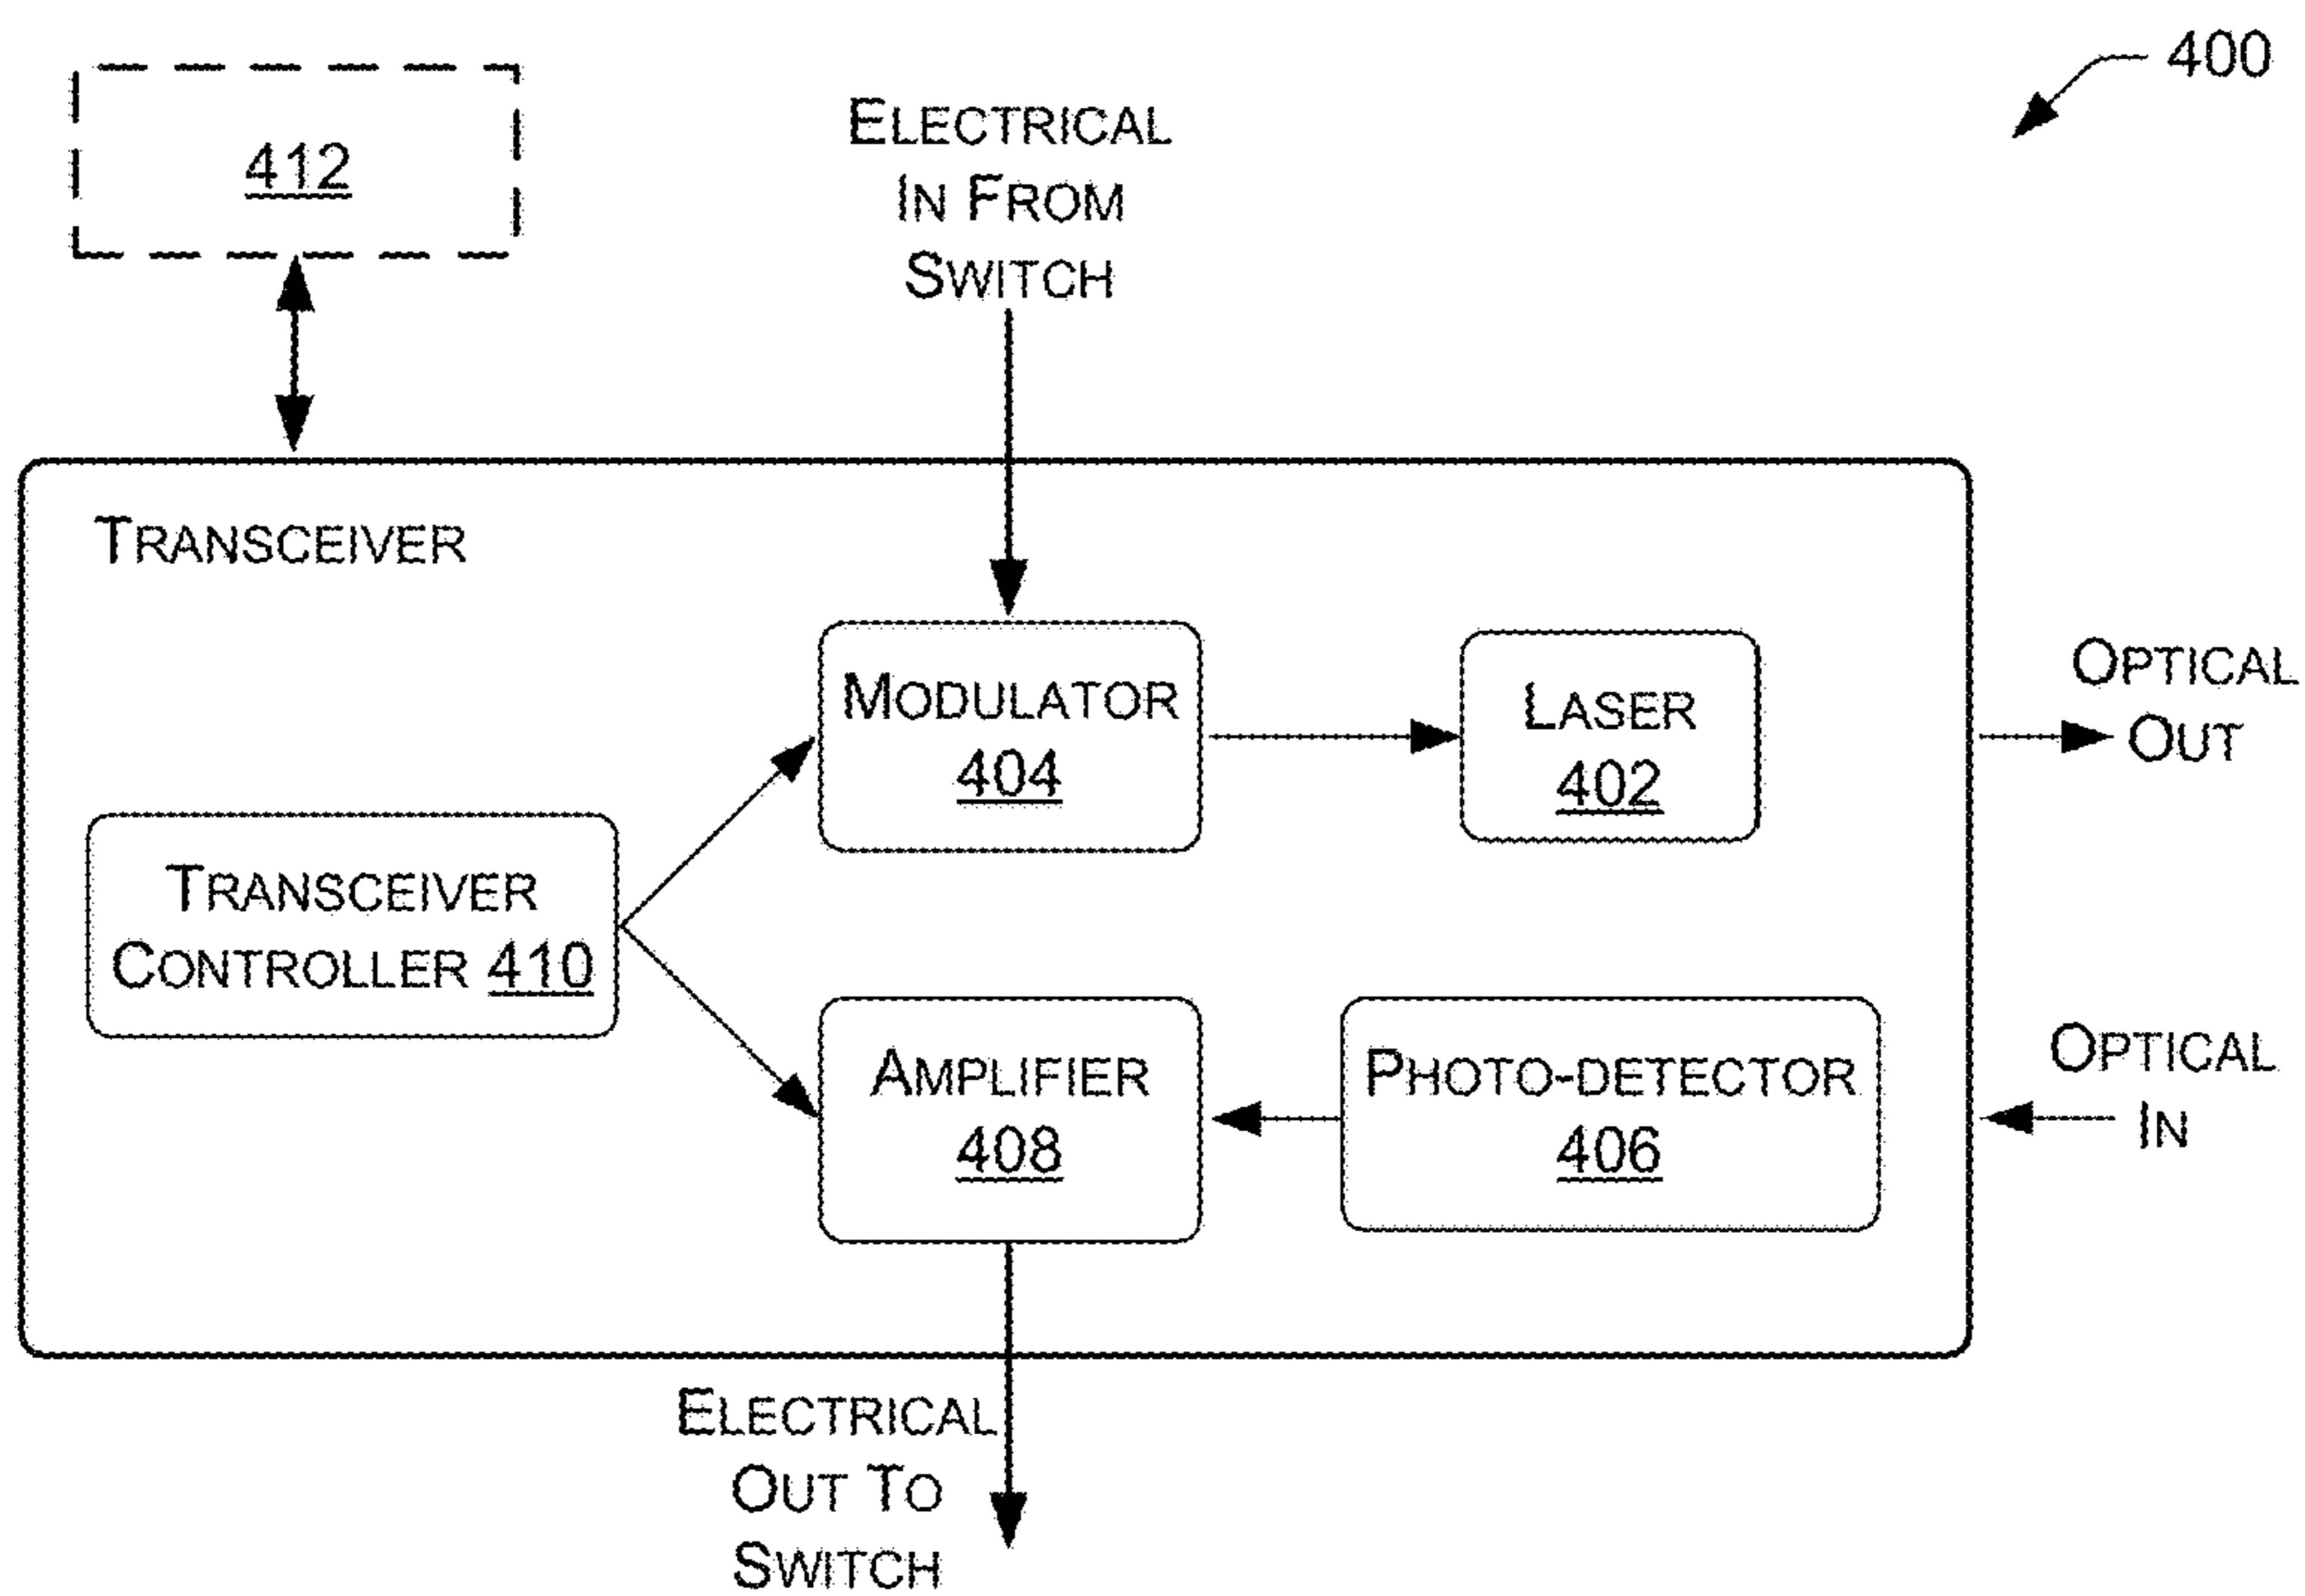 400
412
ELECTRICAL
IN FROM
SWITCH
TRANSCEIVER
MODULATOR
404
LASER
402
OPTICAL
OUT
TRANSCEIVER
CONTROLLER 410
AMPLIFIER
408
PHOTO-DETECTOR
406
OPTICAL
IN
ELECTRICAL
OUT TO
SWITCH